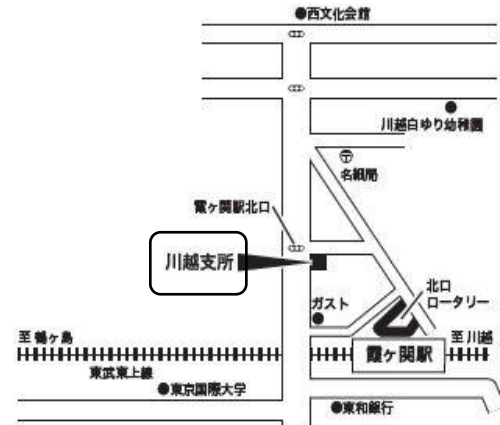 ●西文化会館
川越白ゆり幼稚園
名細局
霞ヶ関駅北口
川越支所
北口
ロータリー
ガスト
至鶴ヶ島
至川越
霞ヶ関駅
東武東上線
●東京国際大学
●東和銀行